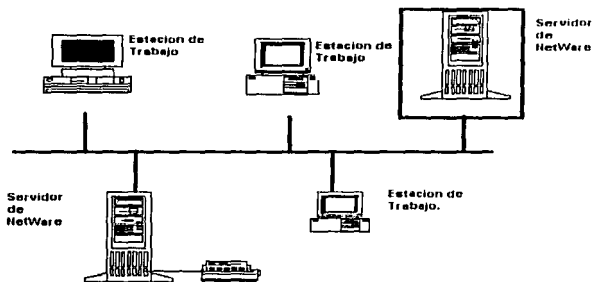 Estacion de
Trabajo
Estacion de
Trabajo
Servidor
de
NetWare
Servidor
de
NetWare
Estacion de
Trabajo.